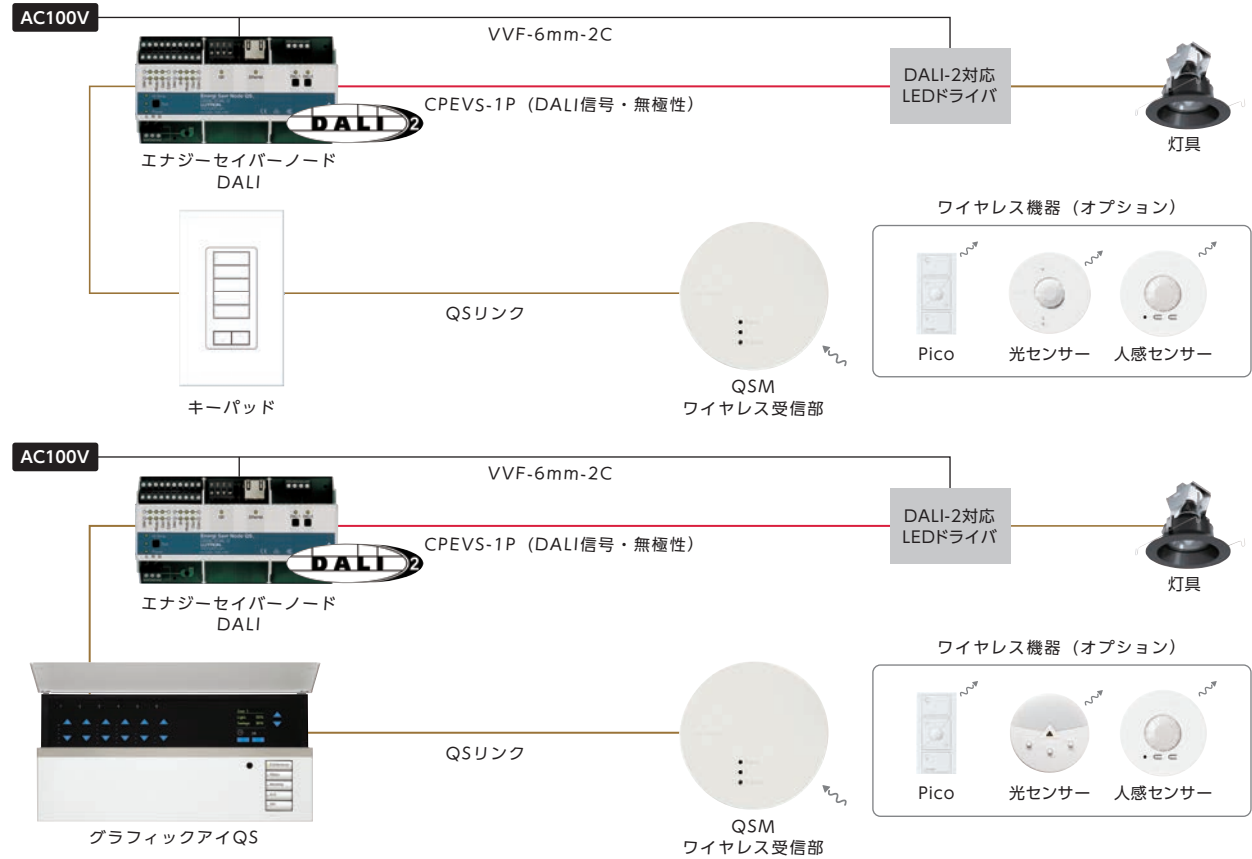 AC100V
VVF-6mm-2C
DALI-2対応
LEDドライバ
CPEVS-1P（DALI信号・無極性）
DALI 2
エナジーセイバーノード
DALI
灯具
ワイヤレス機器（オプション）
QSリンク
Pico
光センサー
人感センサー
キーパッド
QSM
ワイヤレス受信部
AC100V
VVF-6mm-2C
DALI-2対応
LEDドライバ
CPEVS-1P（DALI信号・無極性）
DALI 2
エナジーセイバーノード
DALI
灯具
ワイヤレス機器（オプション）
QSリンク
Pico
光センサー
人感センサー
グラフィックアイQS
QSM
ワイヤレス受信部